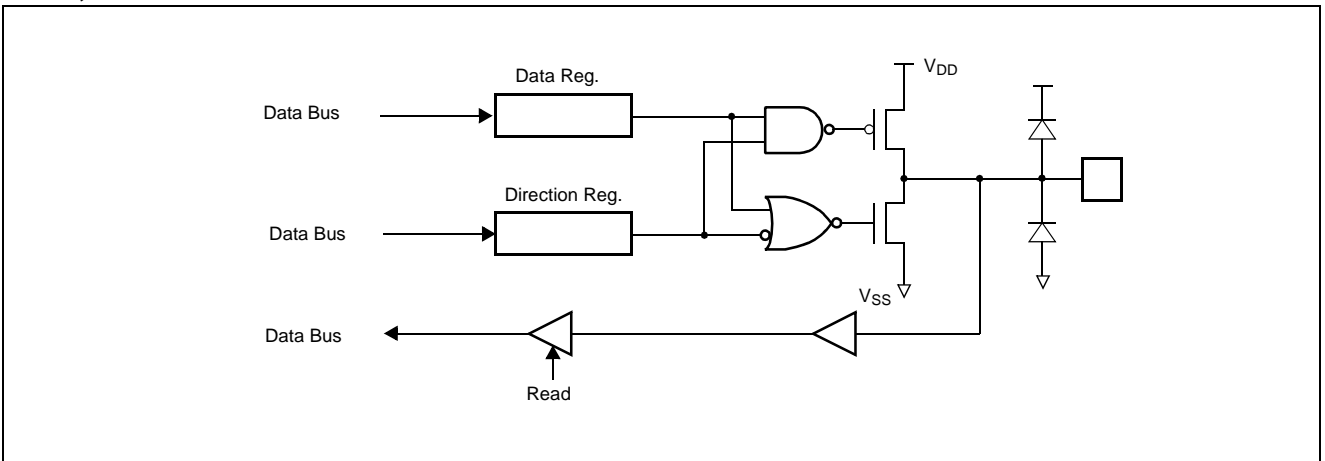 Data Reg.
Data Bus
VDD
Direction Reg.
Data Bus
VSS
Data Bus
Read